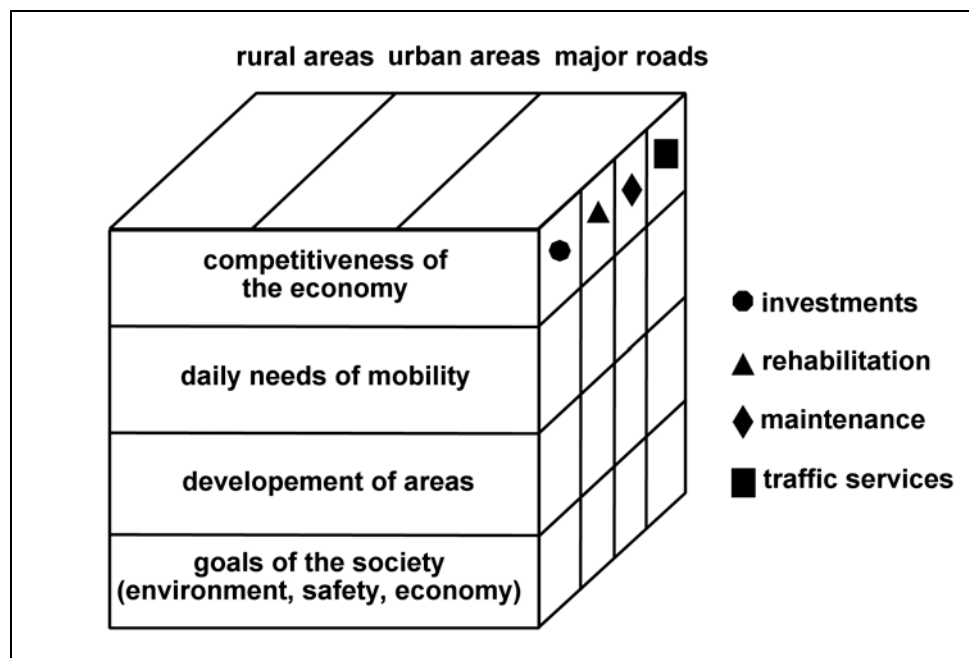 rural areas urban areas major roads
competitiveness of
the economy
daily needs of mobility
developement of areas
goals of the society
(environment, safety, economy)
investments
rehabilitation
maintenance
traffic services